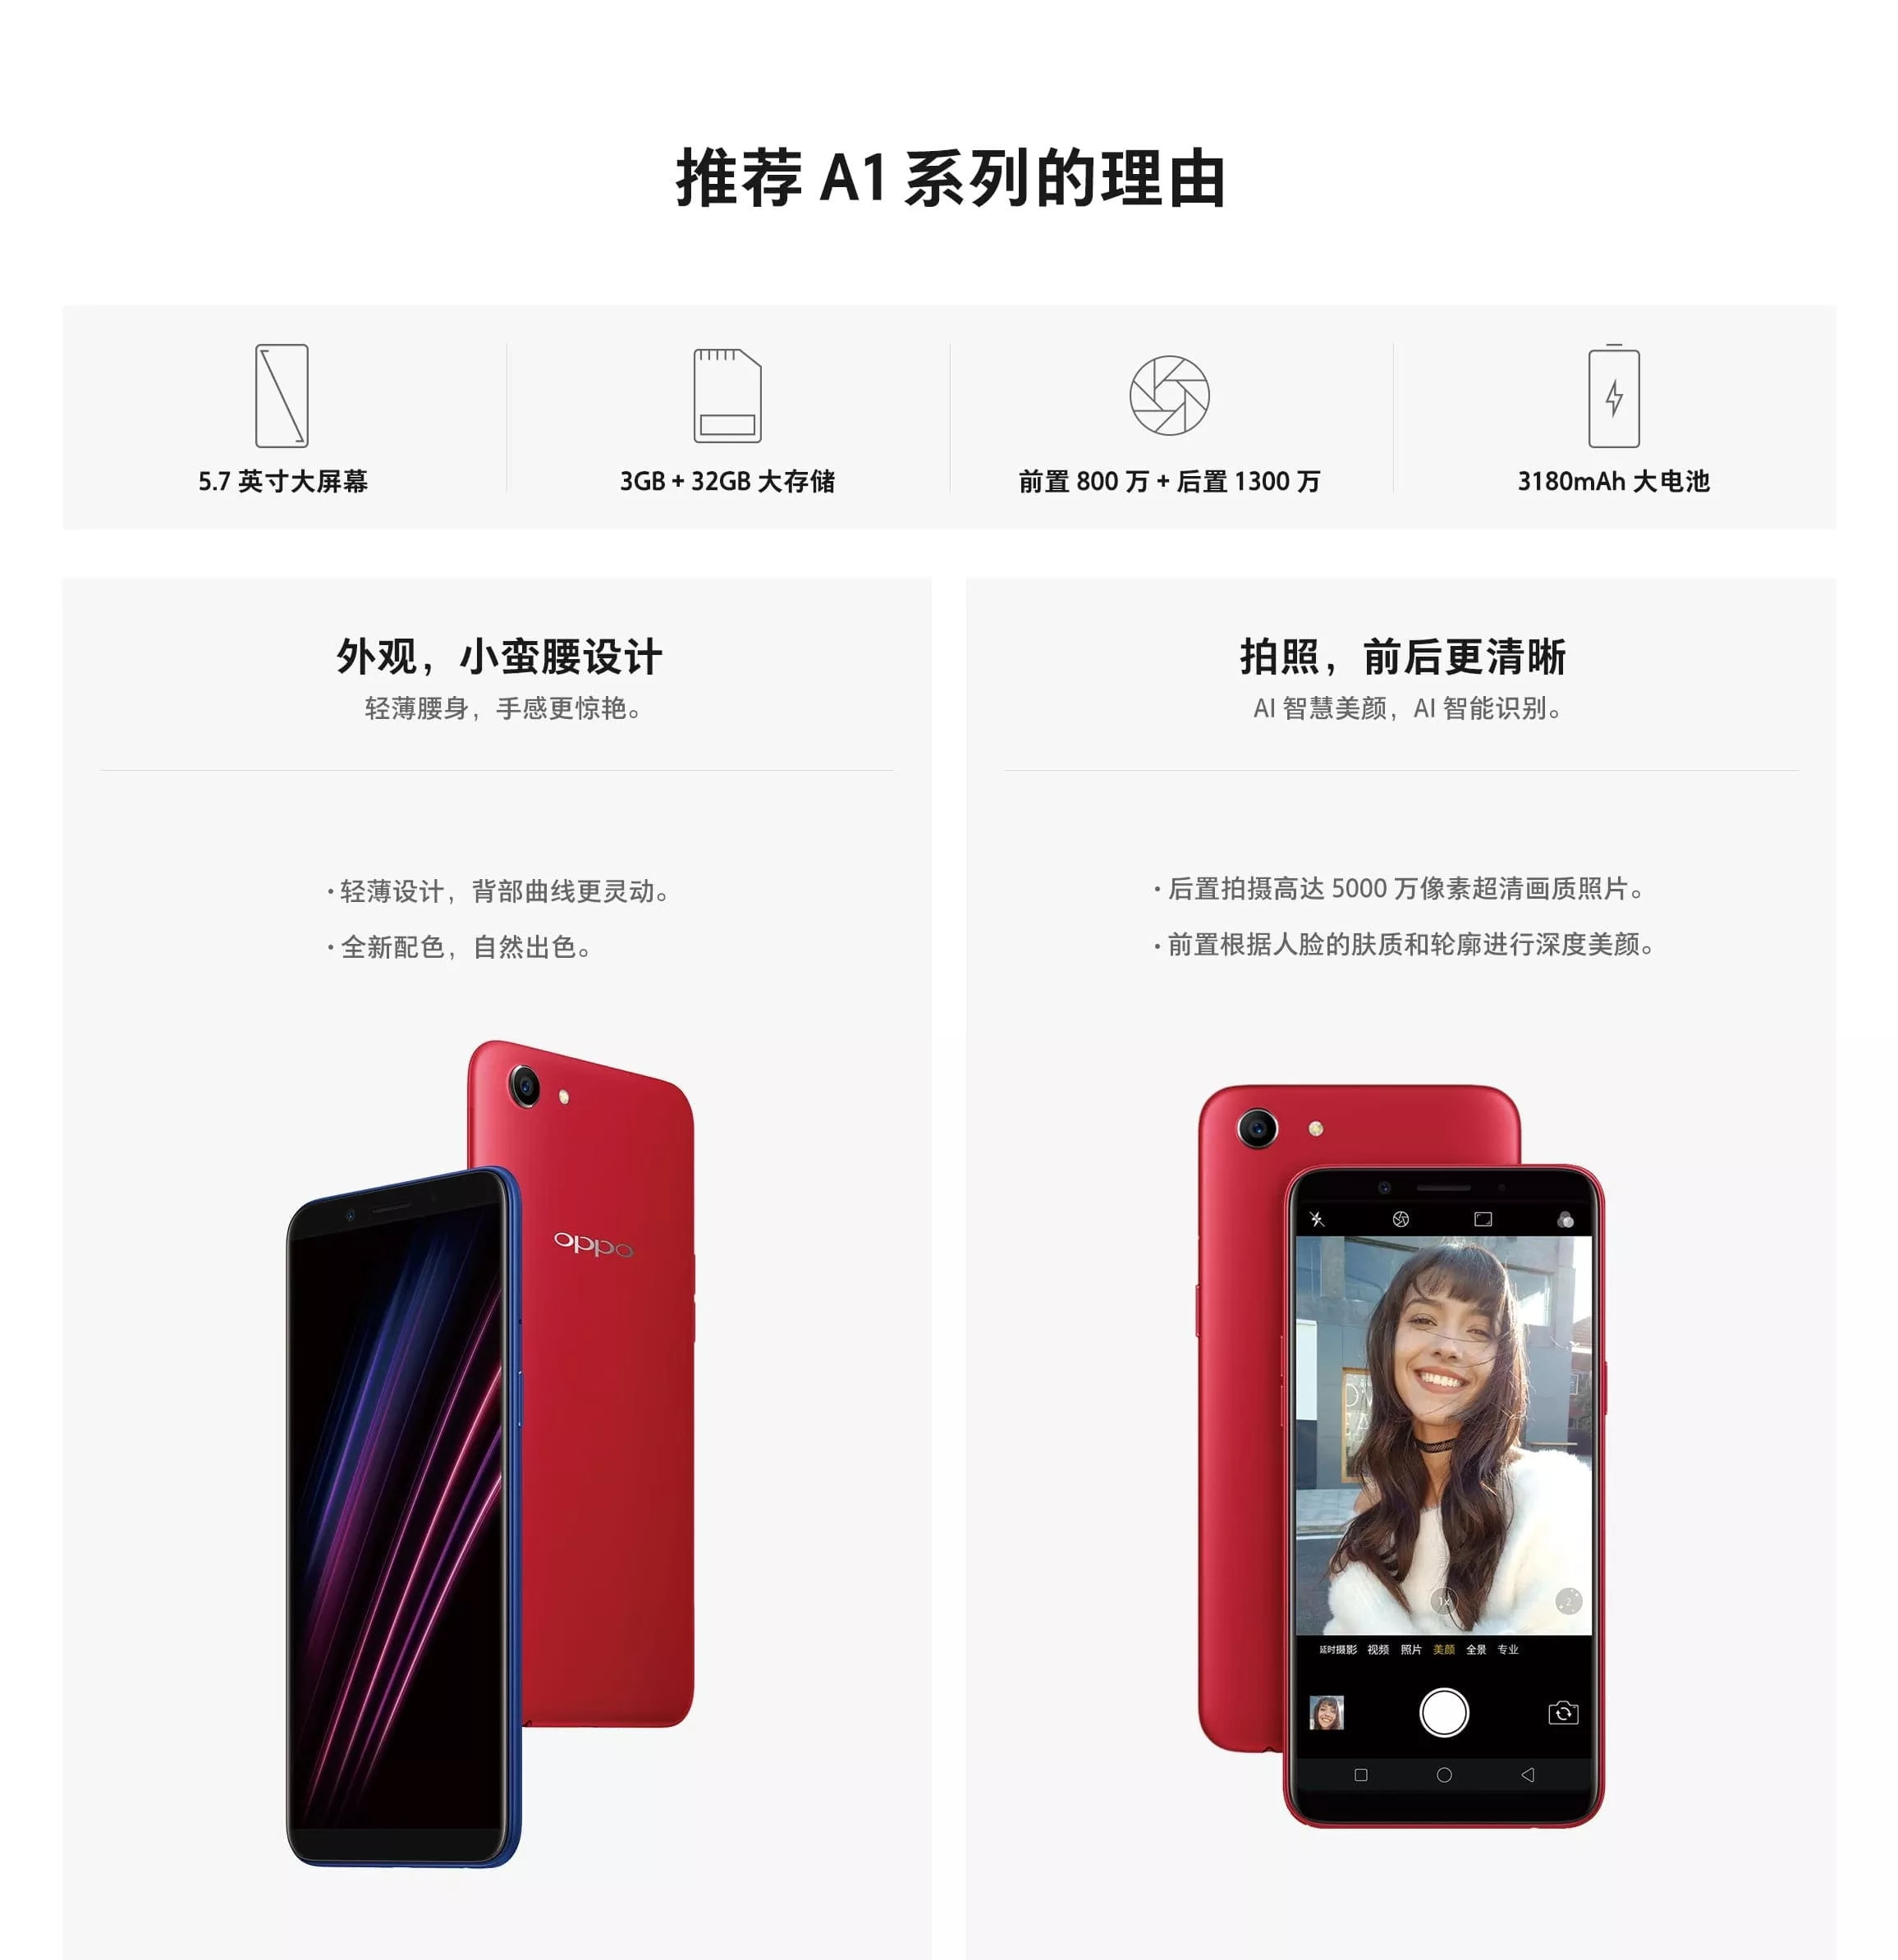 推荐 A1 系列的理由
5.7 英寸大屏幕
3GB + 32GB 大存储
前置 800 万 + 后置 1300 万
3180mAh 大电池
外观，小蛮腰设计
轻薄腰身，手感更惊艳。
·轻薄设计，背部曲线更灵动。
·全新配色，自然出色。
oppo
拍照，前后更清晰
AI 智慧美颜，AI 智能识别。
·后置拍摄高达 5000 万像素超清画质照片。
·前置根据人脸的肤质和轮廓进行深度美颜。
1x
2
延时摄影 视频 照片 美颜 全景 专业